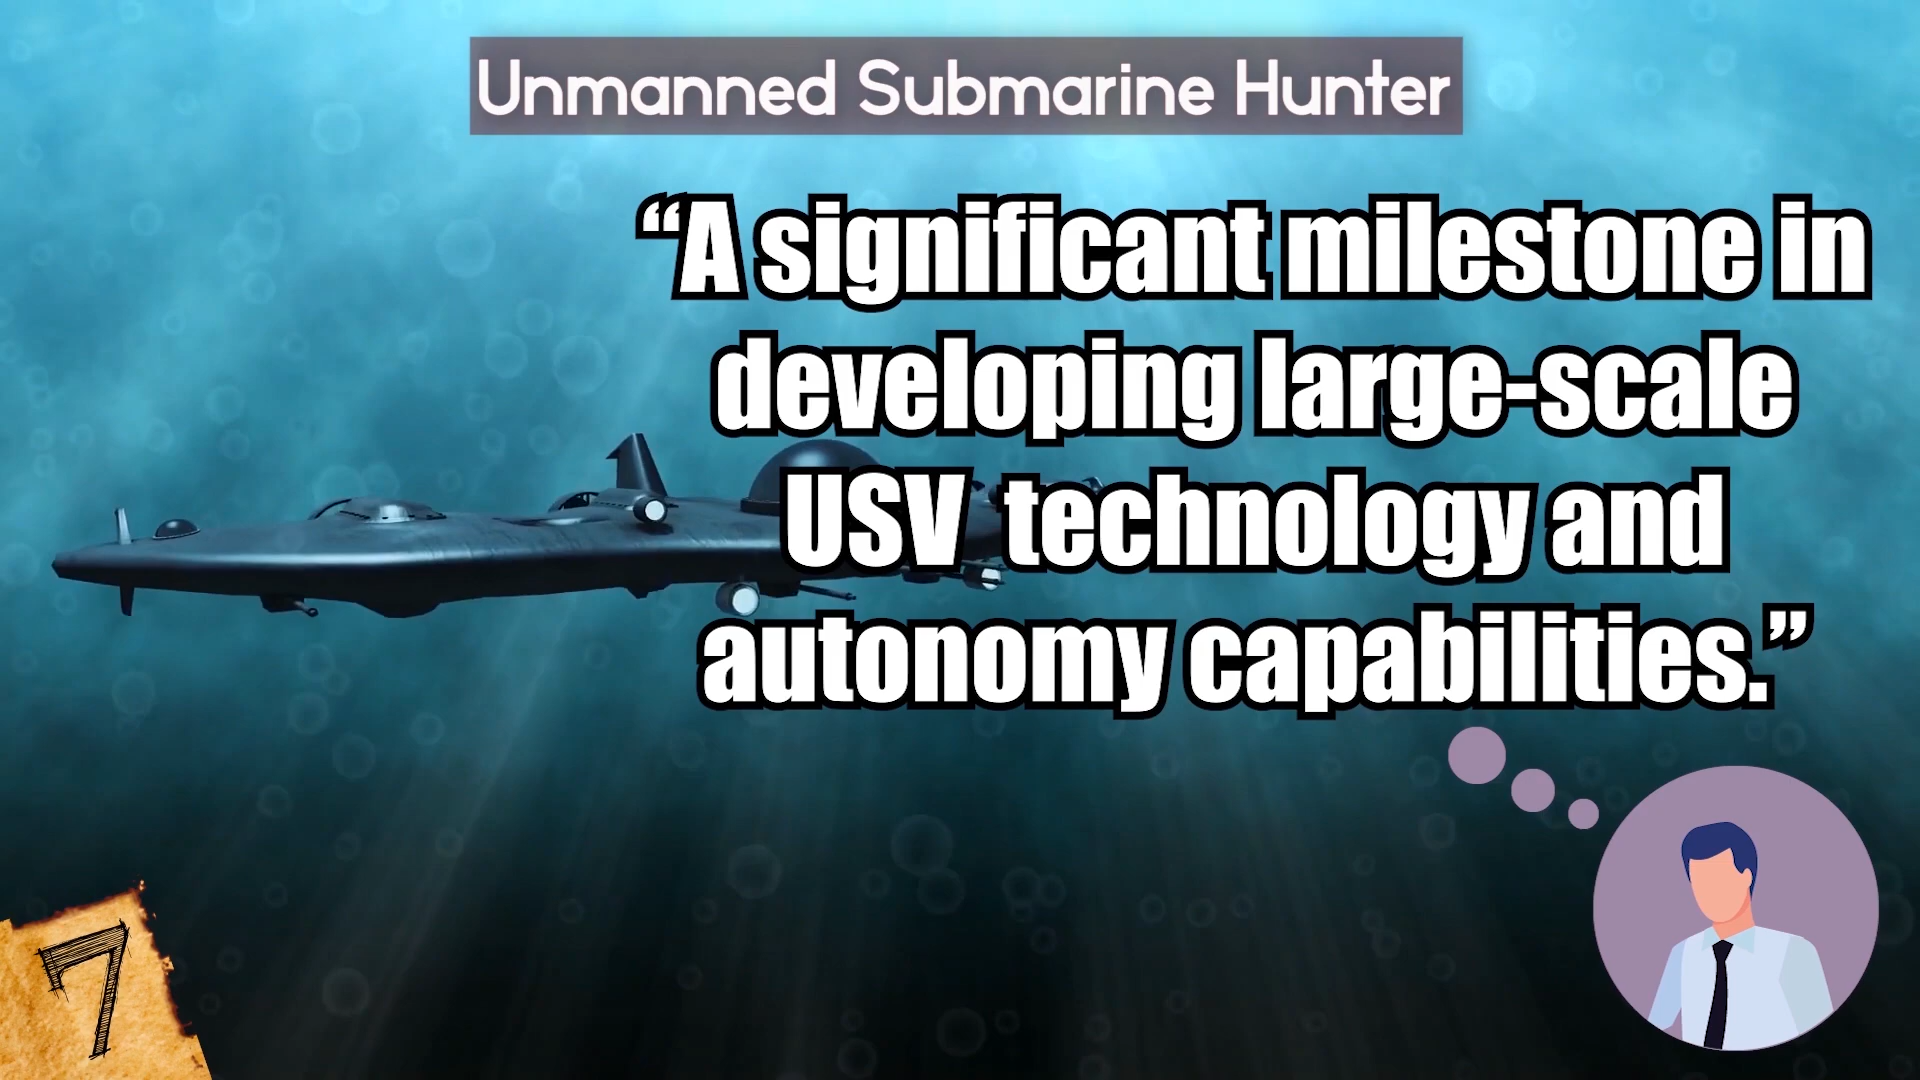 Unmanned Submarine Hunter
“A significant milestone in
developing large-scale
USV technology and
autonomy capabilities.”
7